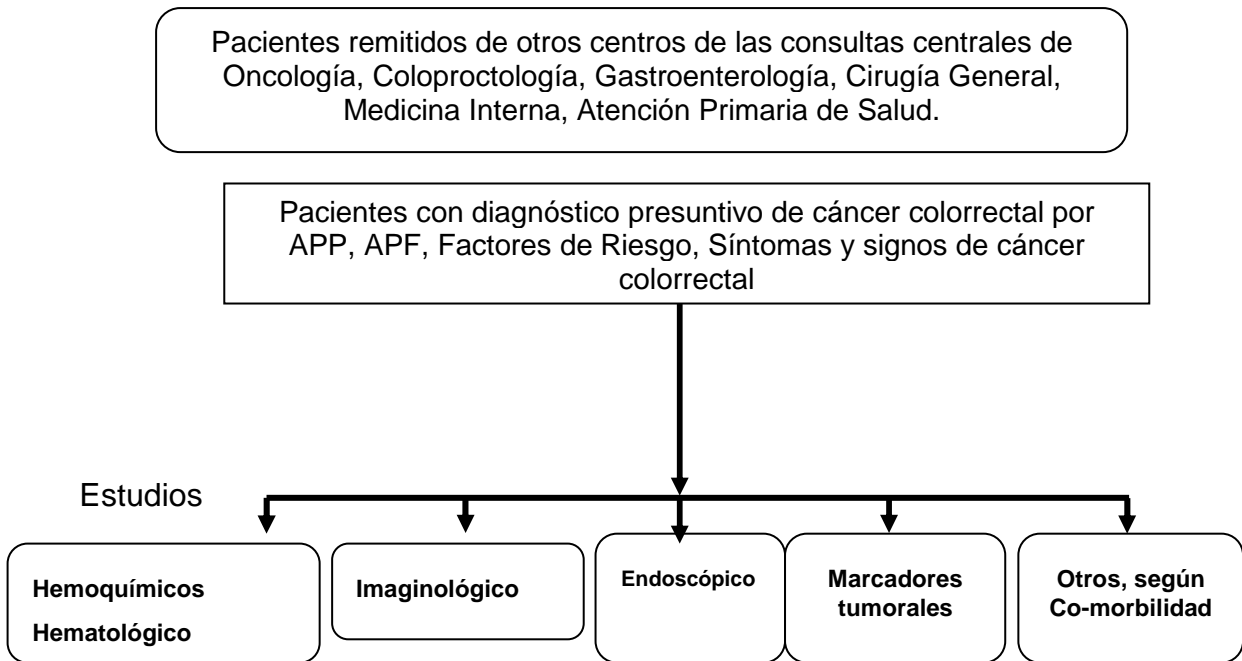 Pacientes remitidos de otros centros de las consultas centrales de
Oncología, Coloproctología, Gastroenterología, Cirugía General,
Medicina Interna, Atención Primaria de Salud.
Pacientes con diagnóstico presuntivo de cáncer colorrectal por
APP, APF, Factores de Riesgo, Síntomas y signos de cáncer
colorrectal
Estudios
Hemoquímicos
Hematológico
Imaginológico
Endoscópico
Marcadores
tumorales
Otros, según
Co-morbilidad